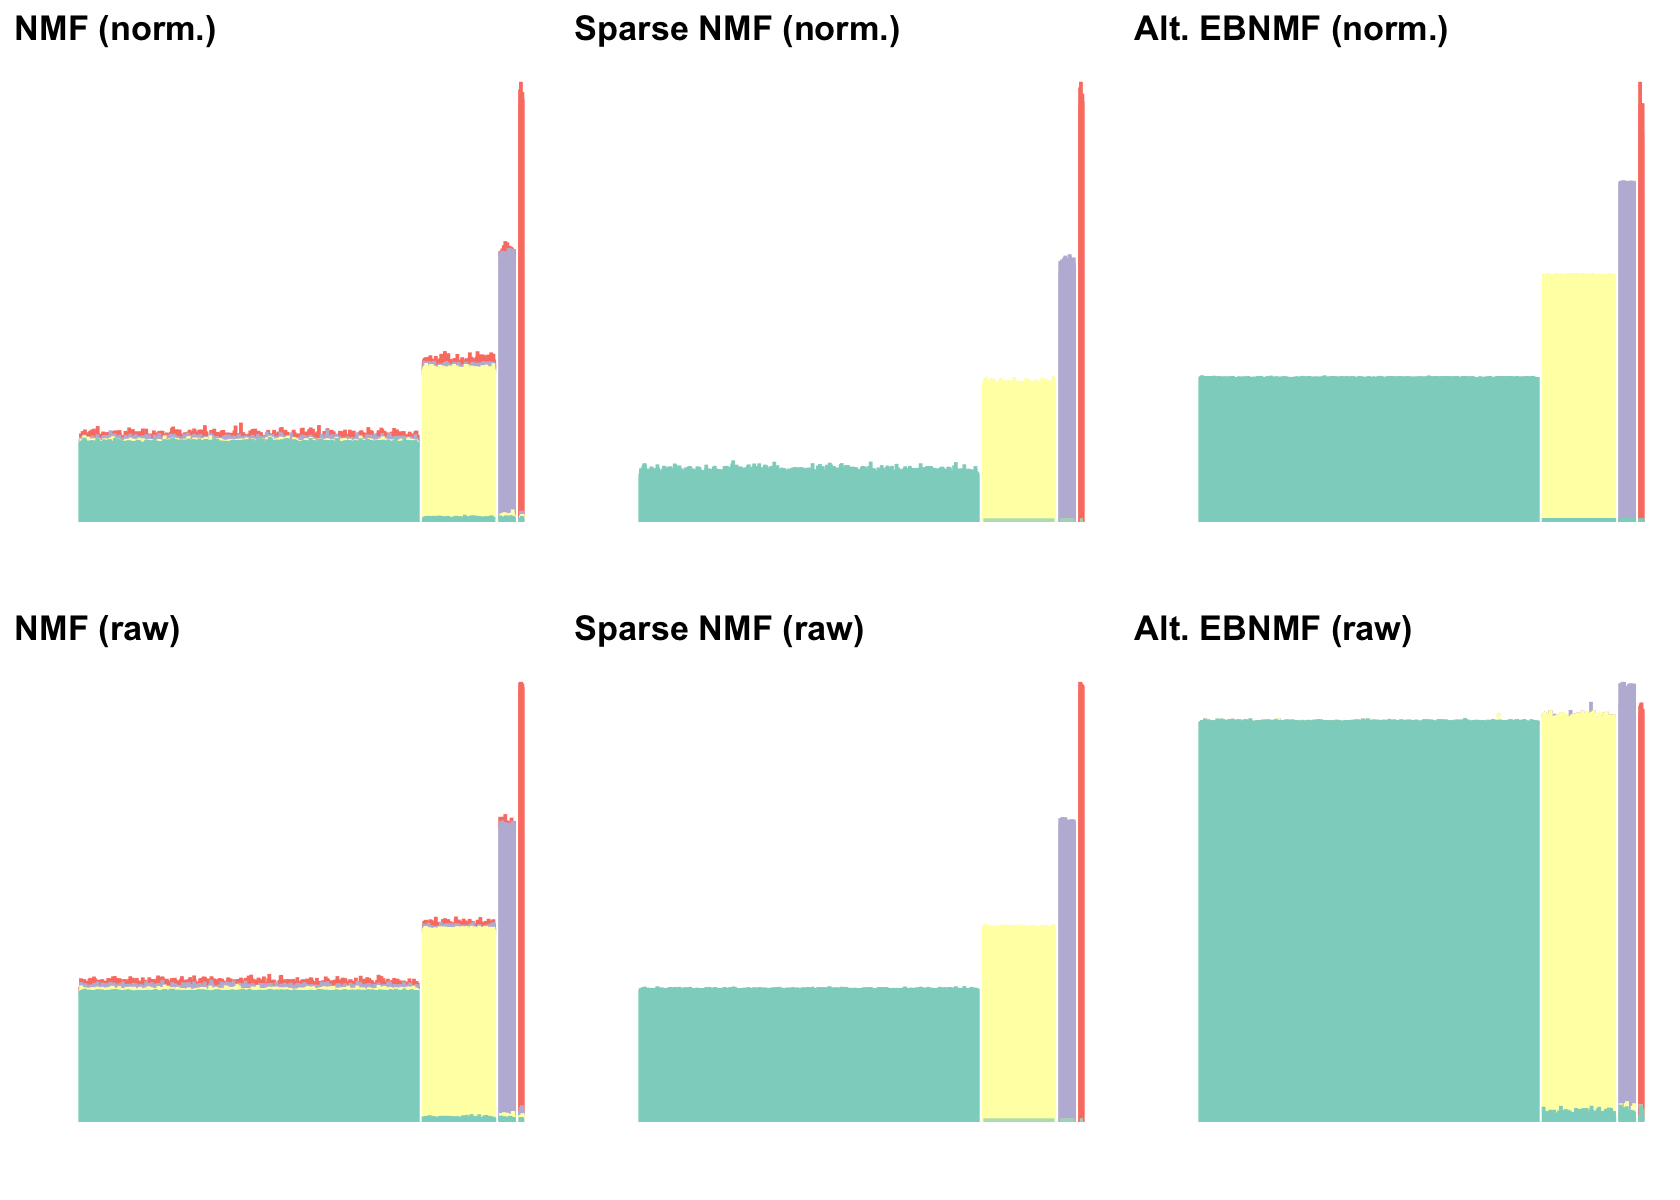 NMF (norm.)
Sparse NMF (norm.)
Alt. EBNMF (norm.)
NMF (raw)
Sparse NMF (raw)
Alt. EBNMF (raw)